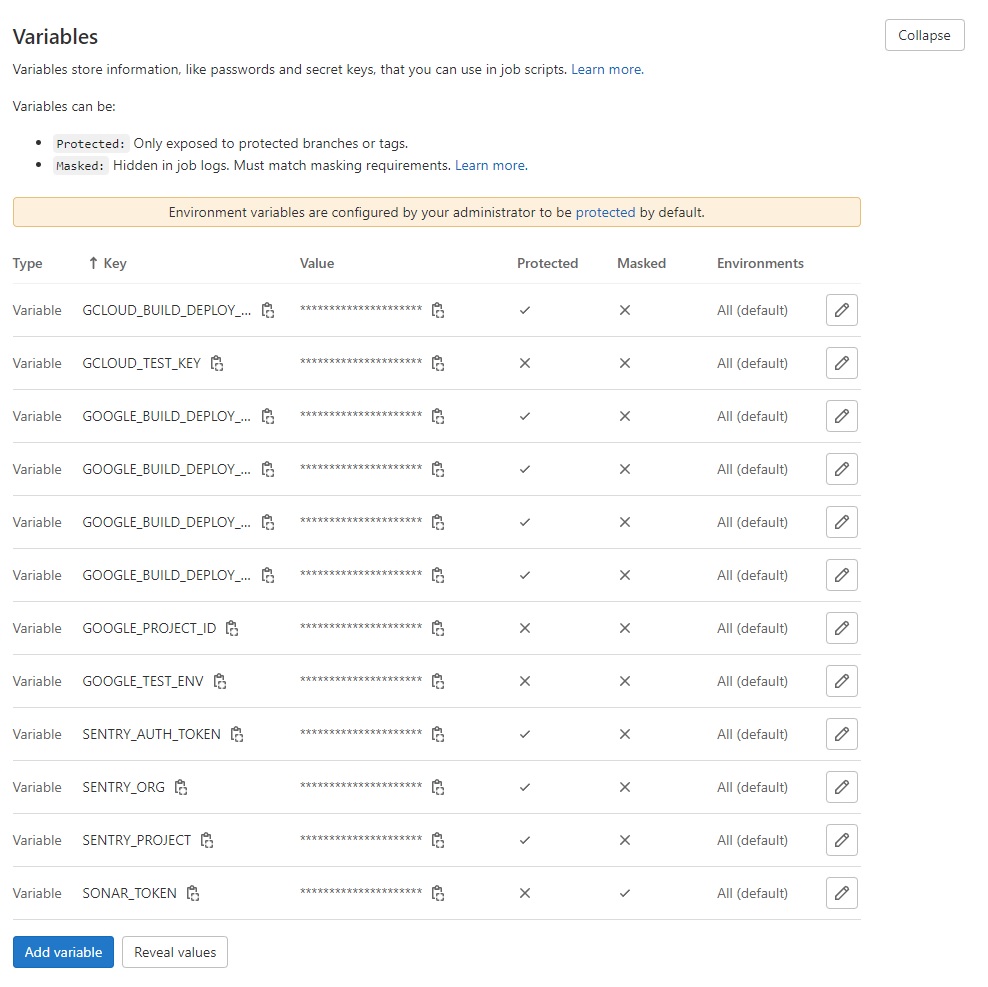 Variables
Collapse
Variables store information, like passwords and secret keys, that you can use in job scripts. Learn more.
Variables can be:
Protected: Only exposed to protected branches or tags.
Masked: Hidden in job logs. Must match masking requirements. Learn more.
Environment variables are configured by your administrator to be protected by default.
Type ↑ Key Value Protected Masked Environments
Variable GCLOUD_BUILD_DEPLOY_... ********************* All (default)
Variable GCLOUD_TEST_KEY ********************* All (default)
Variable GOOGLE_BUILD_DEPLOY_... ********************* All (default)
Variable GOOGLE_BUILD_DEPLOY_... ********************* All (default)
Variable GOOGLE_BUILD_DEPLOY_... ********************* All (default)
Variable GOOGLE_BUILD_DEPLOY_... ********************* All (default)
Variable GOOGLE_PROJECT_ID ********************* All (default)
Variable GOOGLE_TEST_ENV ********************* All (default)
Variable SENTRY_AUTH_TOKEN ********************* All (default)
Variable SENTRY_ORG ********************* All (default)
Variable SENTRY_PROJECT ********************* All (default)
Variable SONAR_TOKEN ********************* All (default)
Add variable Reveal values